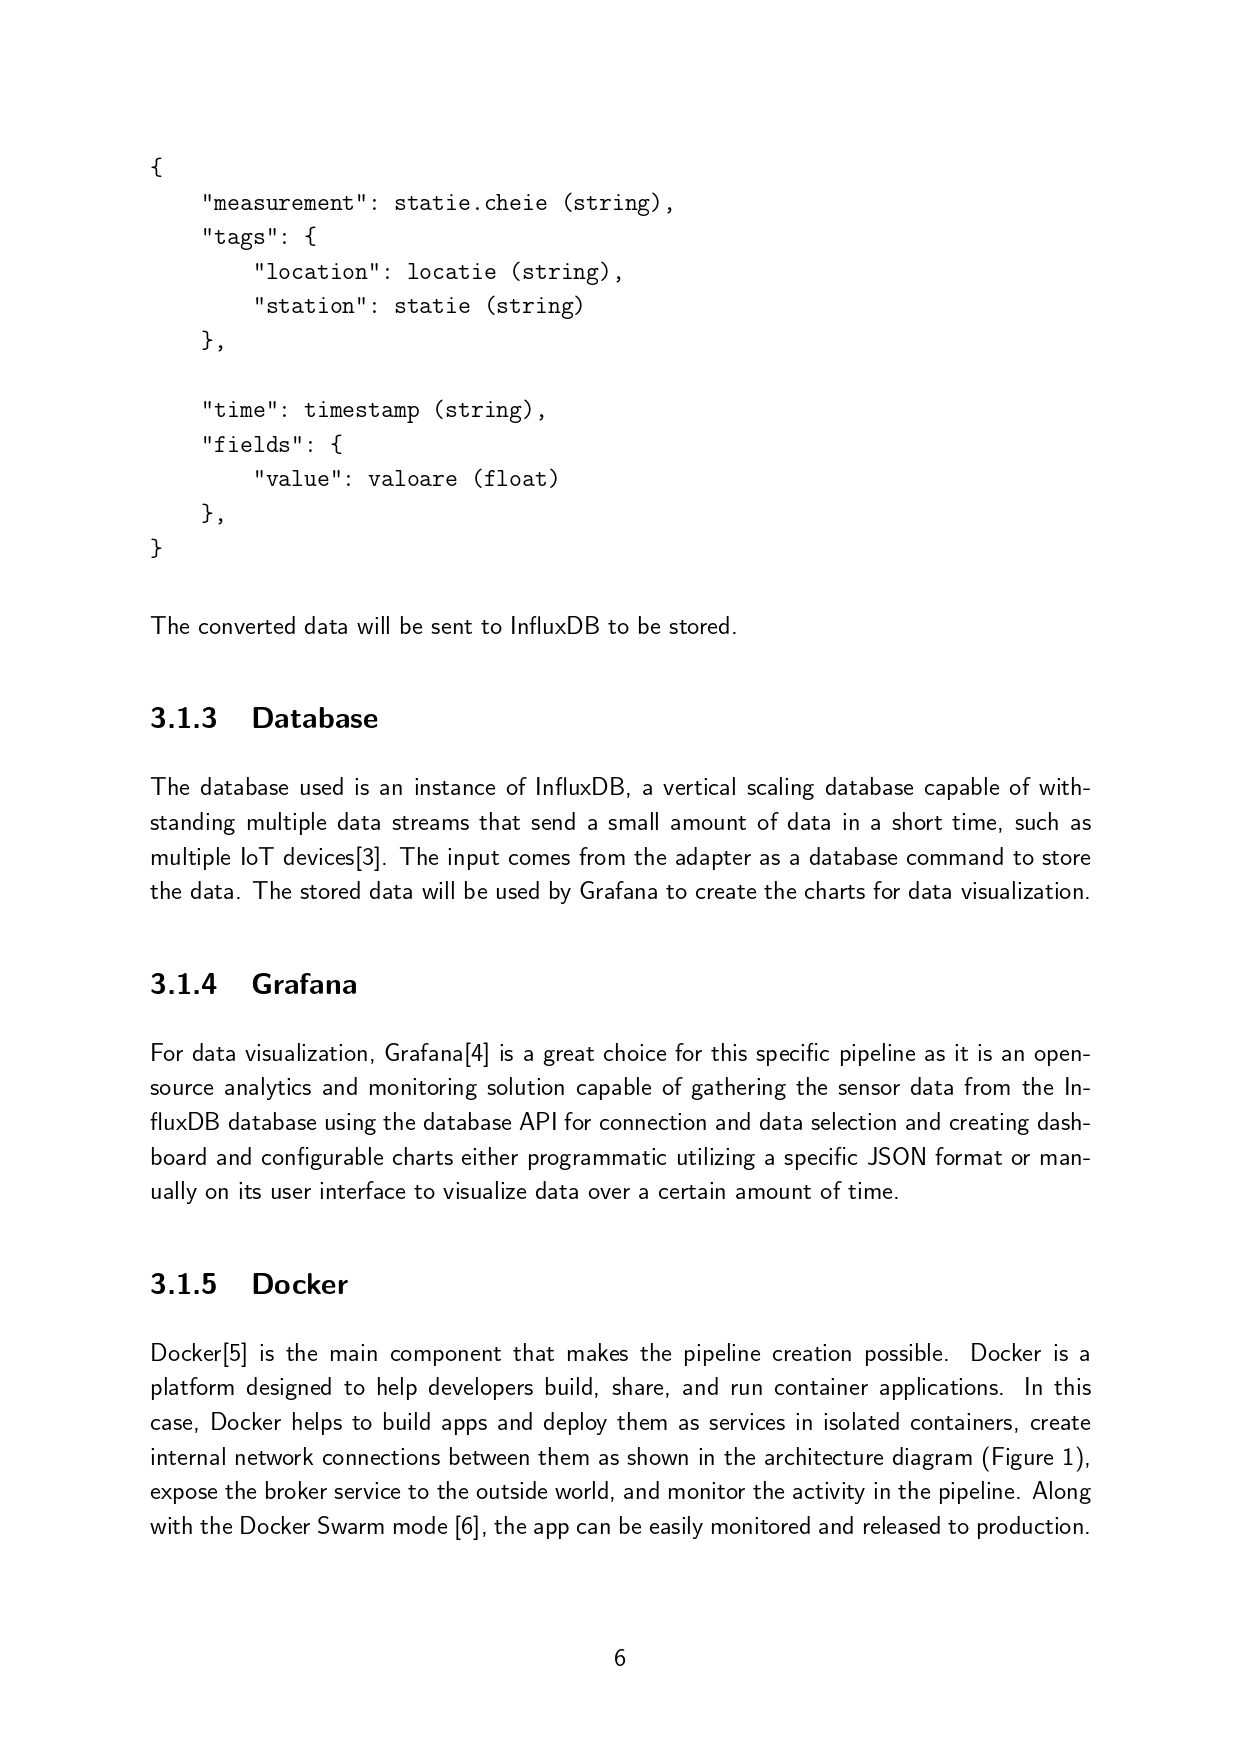 {
    "measurement": statie.cheie (string),
    "tags": {
        "location": locatie (string),
        "station": statie (string)
    },

    "time": timestamp (string),
    "fields": {
        "value": valoare (float)
    },
}
The converted data will be sent to InfluxDB to be stored.
3.1.3 Database
The database used is an instance of InfluxDB, a vertical scaling database capable of with-
standing multiple data streams that send a small amount of data in a short time, such as
multiple IoT devices[3]. The input comes from the adapter as a database command to store
the data. The stored data will be used by Grafana to create the charts for data visualization.
3.1.4 Grafana
For data visualization, Grafana[4] is a great choice for this specific pipeline as it is an open-
source analytics and monitoring solution capable of gathering the sensor data from the In-
fluxDB database using the database API for connection and data selection and creating dash-
board and configurable charts either programmatic utilizing a specific JSON format or man-
ually on its user interface to visualize data over a certain amount of time.
3.1.5 Docker
Docker[5] is the main component that makes the pipeline creation possible. Docker is a
platform designed to help developers build, share, and run container applications. In this
case, Docker helps to build apps and deploy them as services in isolated containers, create
internal network connections between them as shown in the architecture diagram (Figure 1),
expose the broker service to the outside world, and monitor the activity in the pipeline. Along
with the Docker Swarm mode [6], the app can be easily monitored and released to production.
6